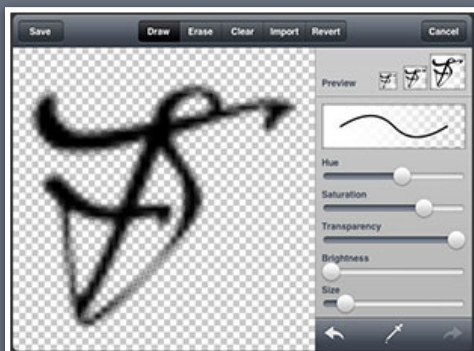 Save Draw Erase Clear Import Revert Cancel
Preview
Hue
Saturation
Transparency
Brightness
Size